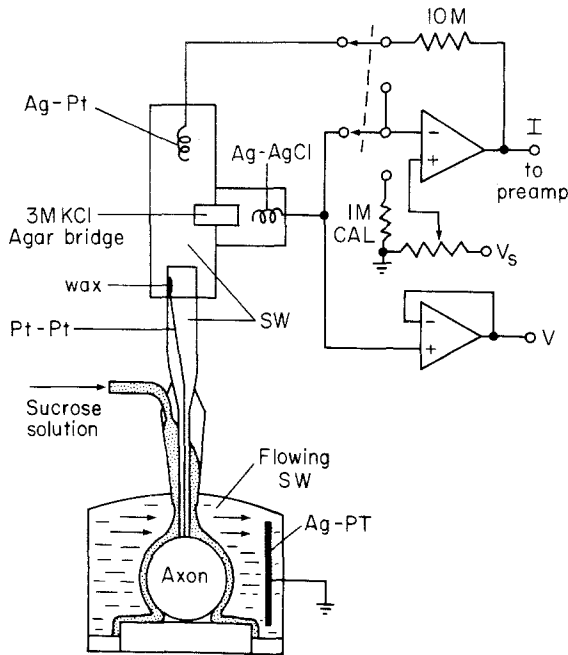 10M
Ag-Pt
Ag-AgCl
I
to
preamp
3M KCl
Agar bridge
1M
CAL
Vs
wax
SW
Pt-Pt
V
Sucrose
solution
Flowing
SW
Ag-PT
Axon
−
+
−
+